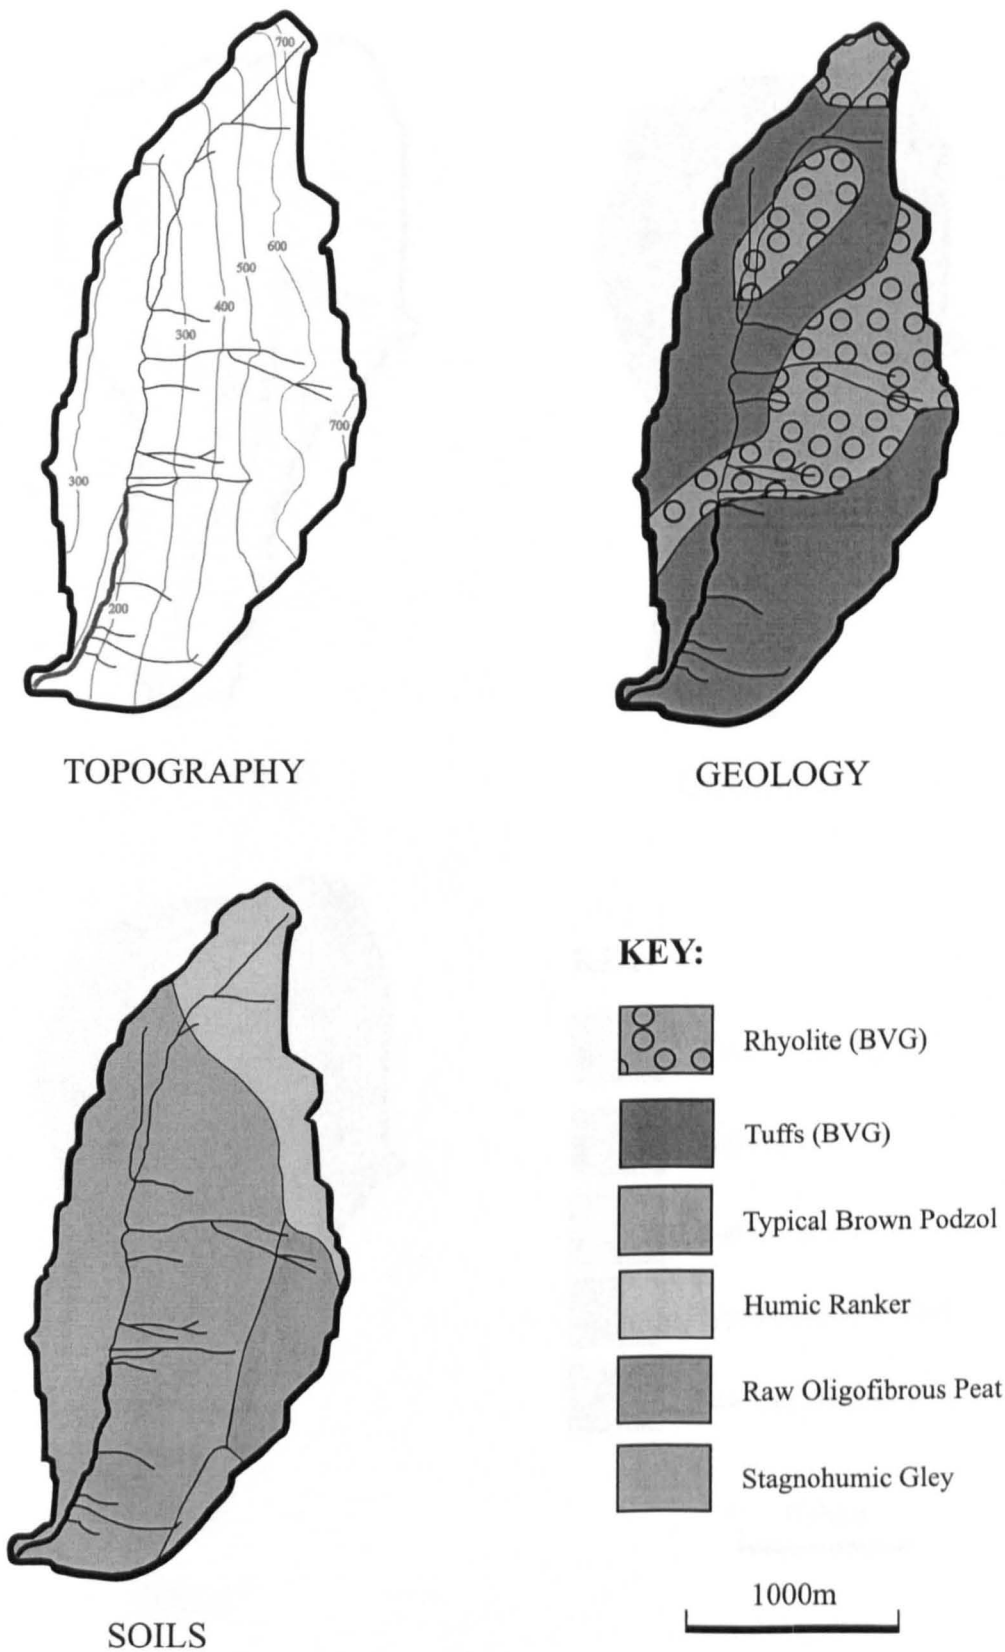 700
600
500
400
300
700
300
200
TOPOGRAPHY
GEOLOGY
KEY:
Rhyolite (BVG)
Tuffs (BVG)
Typical Brown Podzol
Humic Ranker
Raw Oligofibrous Peat
Stagnohumic Gley
1000m
SOILS